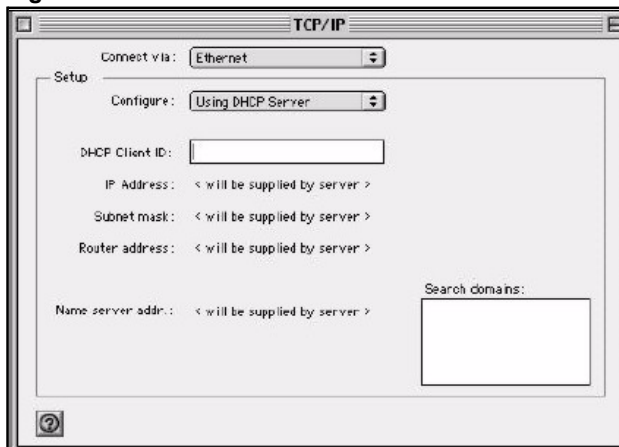 TCP/IP
Connect via: Ethernet
Setup
Configure: Using DHCP Server
DHCP Client ID:
IP Address: < will be supplied by server >
Subnet mask: < will be supplied by server >
Router address: < will be supplied by server >
Search domains:
Name server addr.: < will be supplied by server >